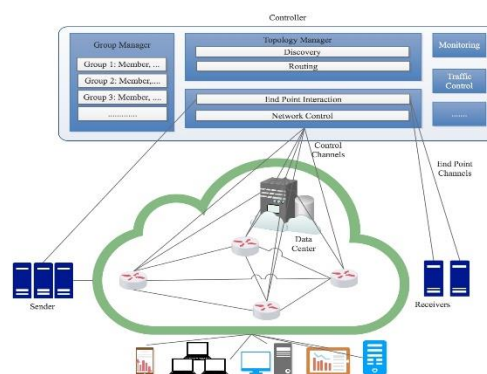 Controller
Group Manager
Group 1: Member, ...
Group 2: Member,....
Group 3: Member, ....
.............
Topology Manager
Discovery
Routing
End Point Interaction
Network Control
Monitoring
Traffic
Control
......
Control
Channels
End Point
Channels
Data
Center
Sender
Receivers